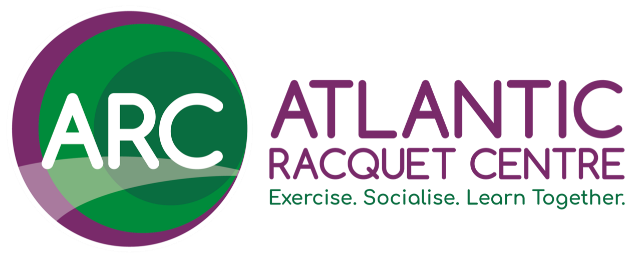 ARC
ATLANTIC
RACQUET CENTRE
Exercise. Socialise. Learn Together.